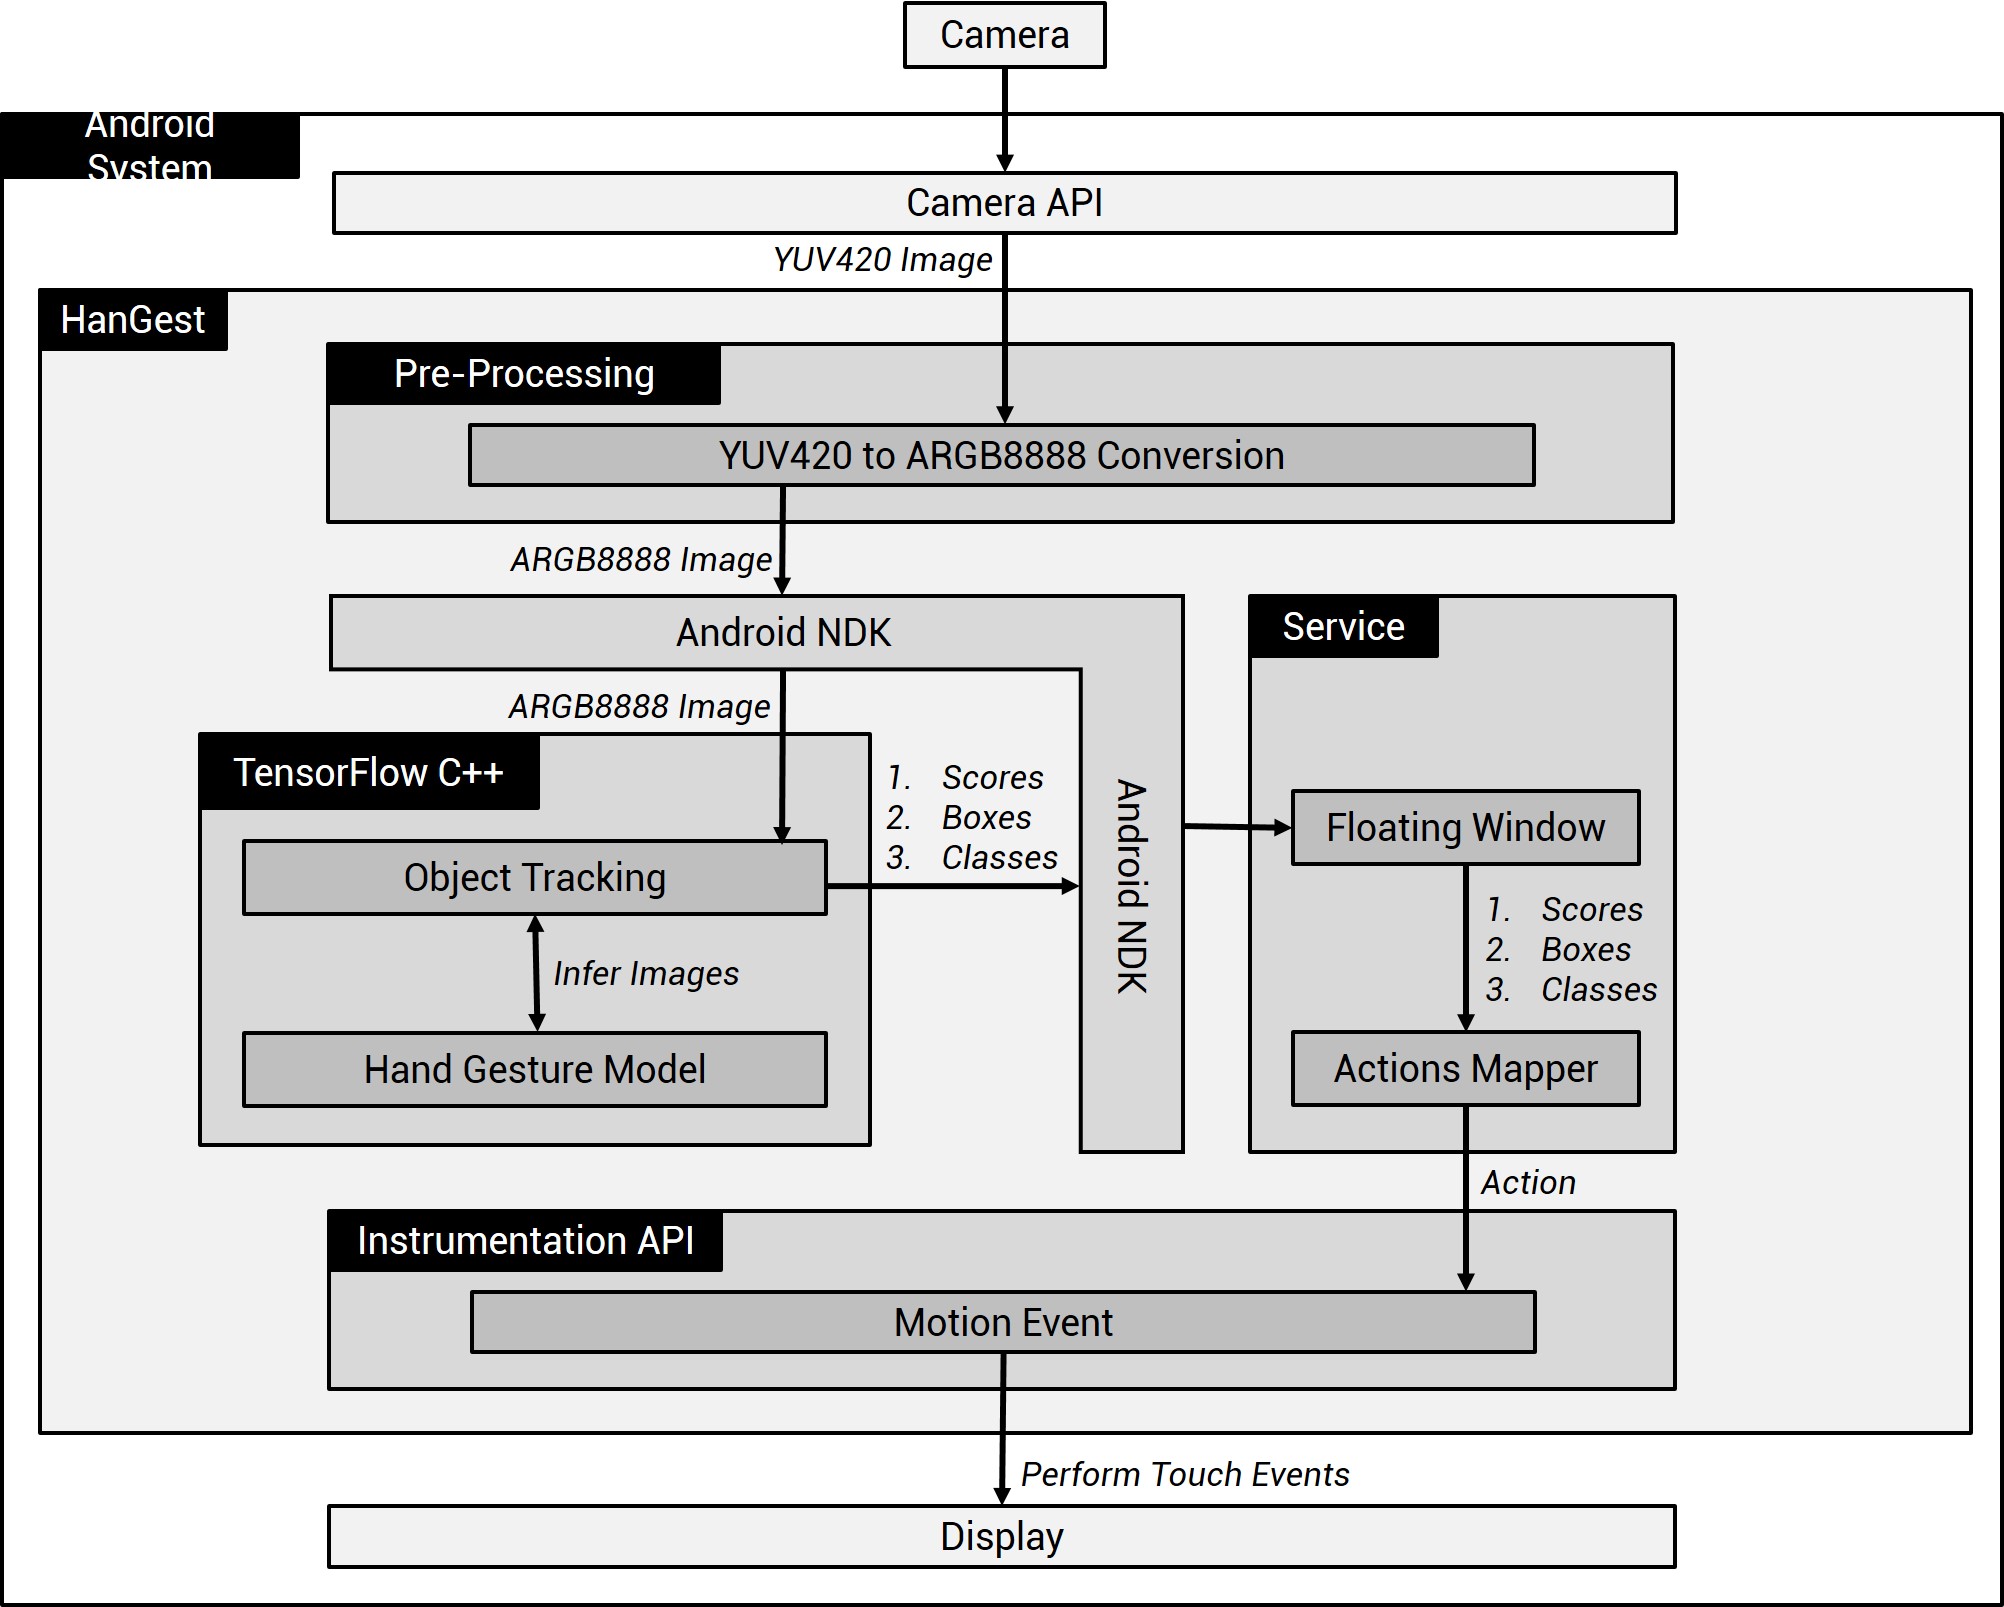 Camera
Android
System
Camera API
YUV420 Image
HanGest
Pre-Processing
YUV420 to ARGB8888 Conversion
ARGB8888 Image
Android NDK
ARGB8888 Image
TensorFlow C++
Object Tracking
Infer Images
Hand Gesture Model
1. Scores
2. Boxes
3. Classes
Android NDK
Service
Floating Window
1. Scores
2. Boxes
3. Classes
Actions Mapper
Action
Instrumentation API
Motion Event
Perform Touch Events
Display